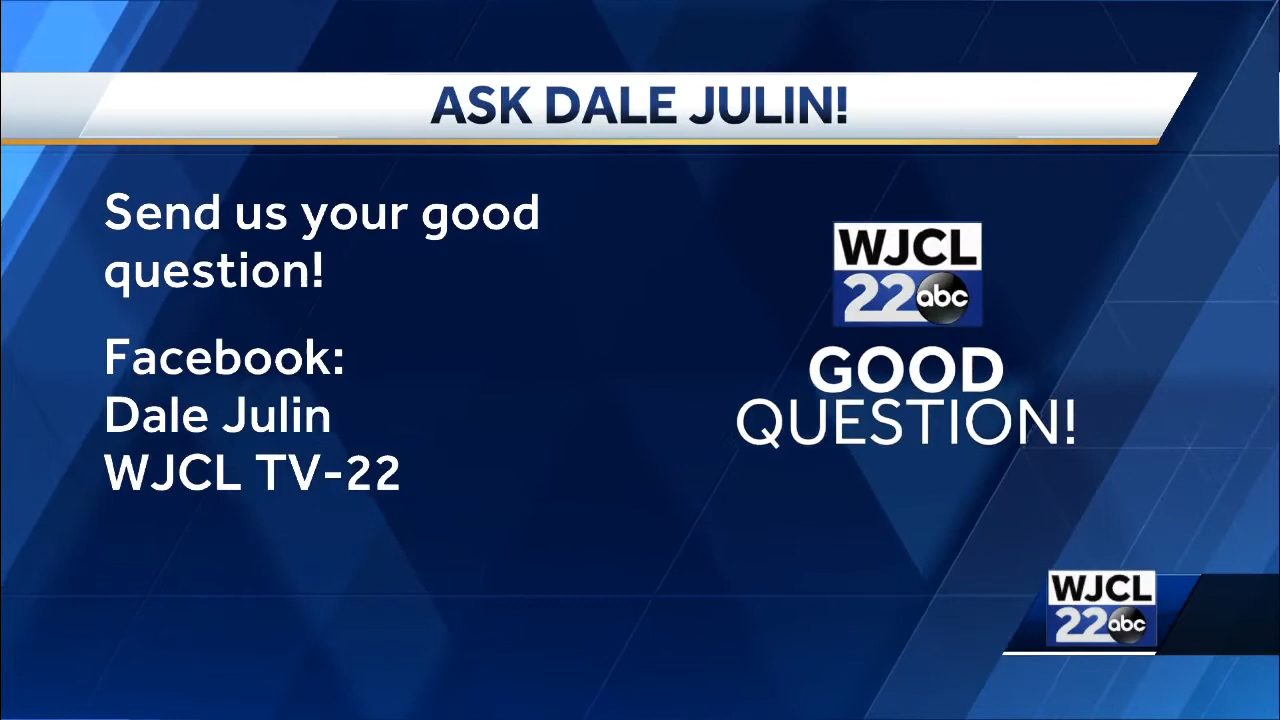 ASK DALE JULIN!
Send us your good
question!
Facebook:
Dale Julin
WJCL TV-22
WJCL
22 abc
GOOD
QUESTION!
WJCL
22 abc